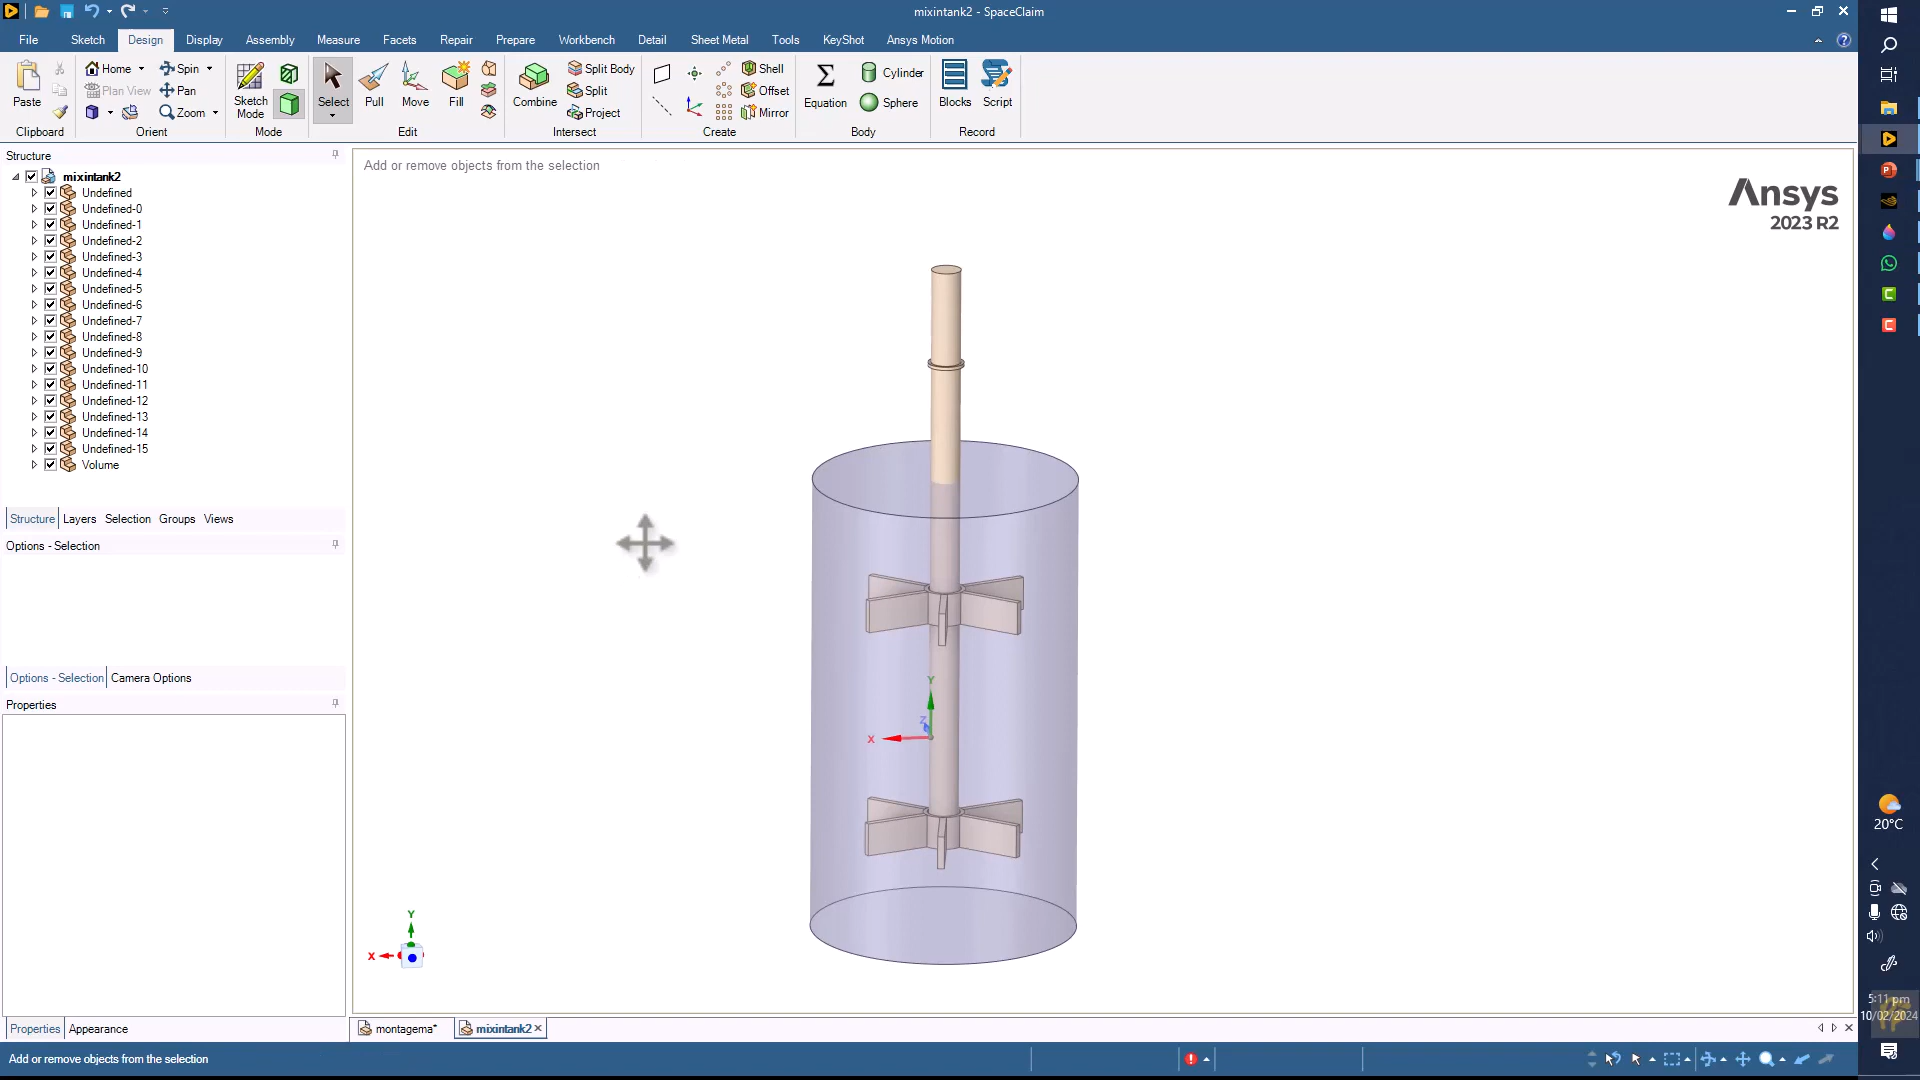 mixintank2 - SpaceClaim
File Sketch Design Display Assembly Measure Facets Repair Prepare Workbench Detail Sheet Metal Tools KeyShot Ansys Motion
Paste
Clipboard
Home Spin
Plan View Pan
Zoom
Orient
Sketch Mode
Mode
Select Pull Move Fill
Edit
Combine
Split Body
Split
Project
Intersect
Shell
Offset
Mirror
Create
Equation
Cylinder
Sphere
Body
Blocks Script
Record
Structure
mixintank2
Undefined
Undefined-0
Undefined-1
Undefined-2
Undefined-3
Undefined-4
Undefined-5
Undefined-6
Undefined-7
Undefined-8
Undefined-9
Undefined-10
Undefined-11
Undefined-12
Undefined-13
Undefined-14
Undefined-15
Volume
Structure Layers Selection Groups Views
Options - Selection
Options - Selection Camera Options
Properties
Properties Appearance
Add or remove objects from the selection
Ansys
2023 R2
Y
Z
X
Y
X
montagema* mixintank2
Add or remove objects from the selection
20°C
5:11 pm
10/02/2024